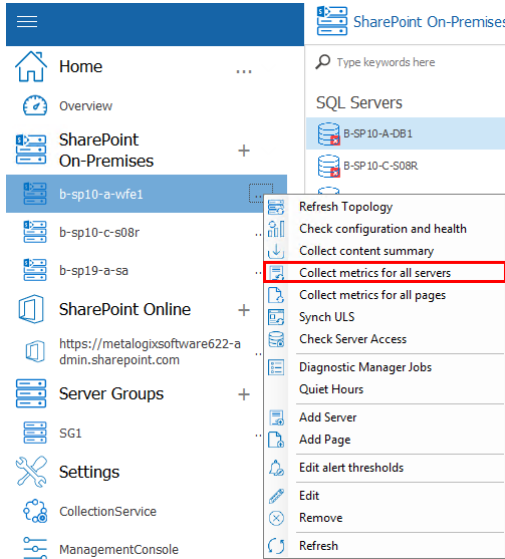 Home
...
Overview
SharePoint
On-Premises
+
b-sp10-a-wfe1
...
b-sp10-c-s08r
b-sp19-a-sa
SharePoint Online
+
https://metalogixsoftware622-a
dmin.sharepoint.com
Server Groups
+
SG1
Settings
CollectionService
ManagementConsole
SharePoint On-Premises
Type keywords here
SQL Servers
B-SP10-A-DB1
B-SP10-C-S08R
Refresh Topology
Check configuration and health
Collect content summary
Collect metrics for all servers
Collect metrics for all pages
Synch ULS
Check Server Access
Diagnostic Manager Jobs
Quiet Hours
Add Server
Add Page
Edit alert thresholds
Edit
Remove
Refresh